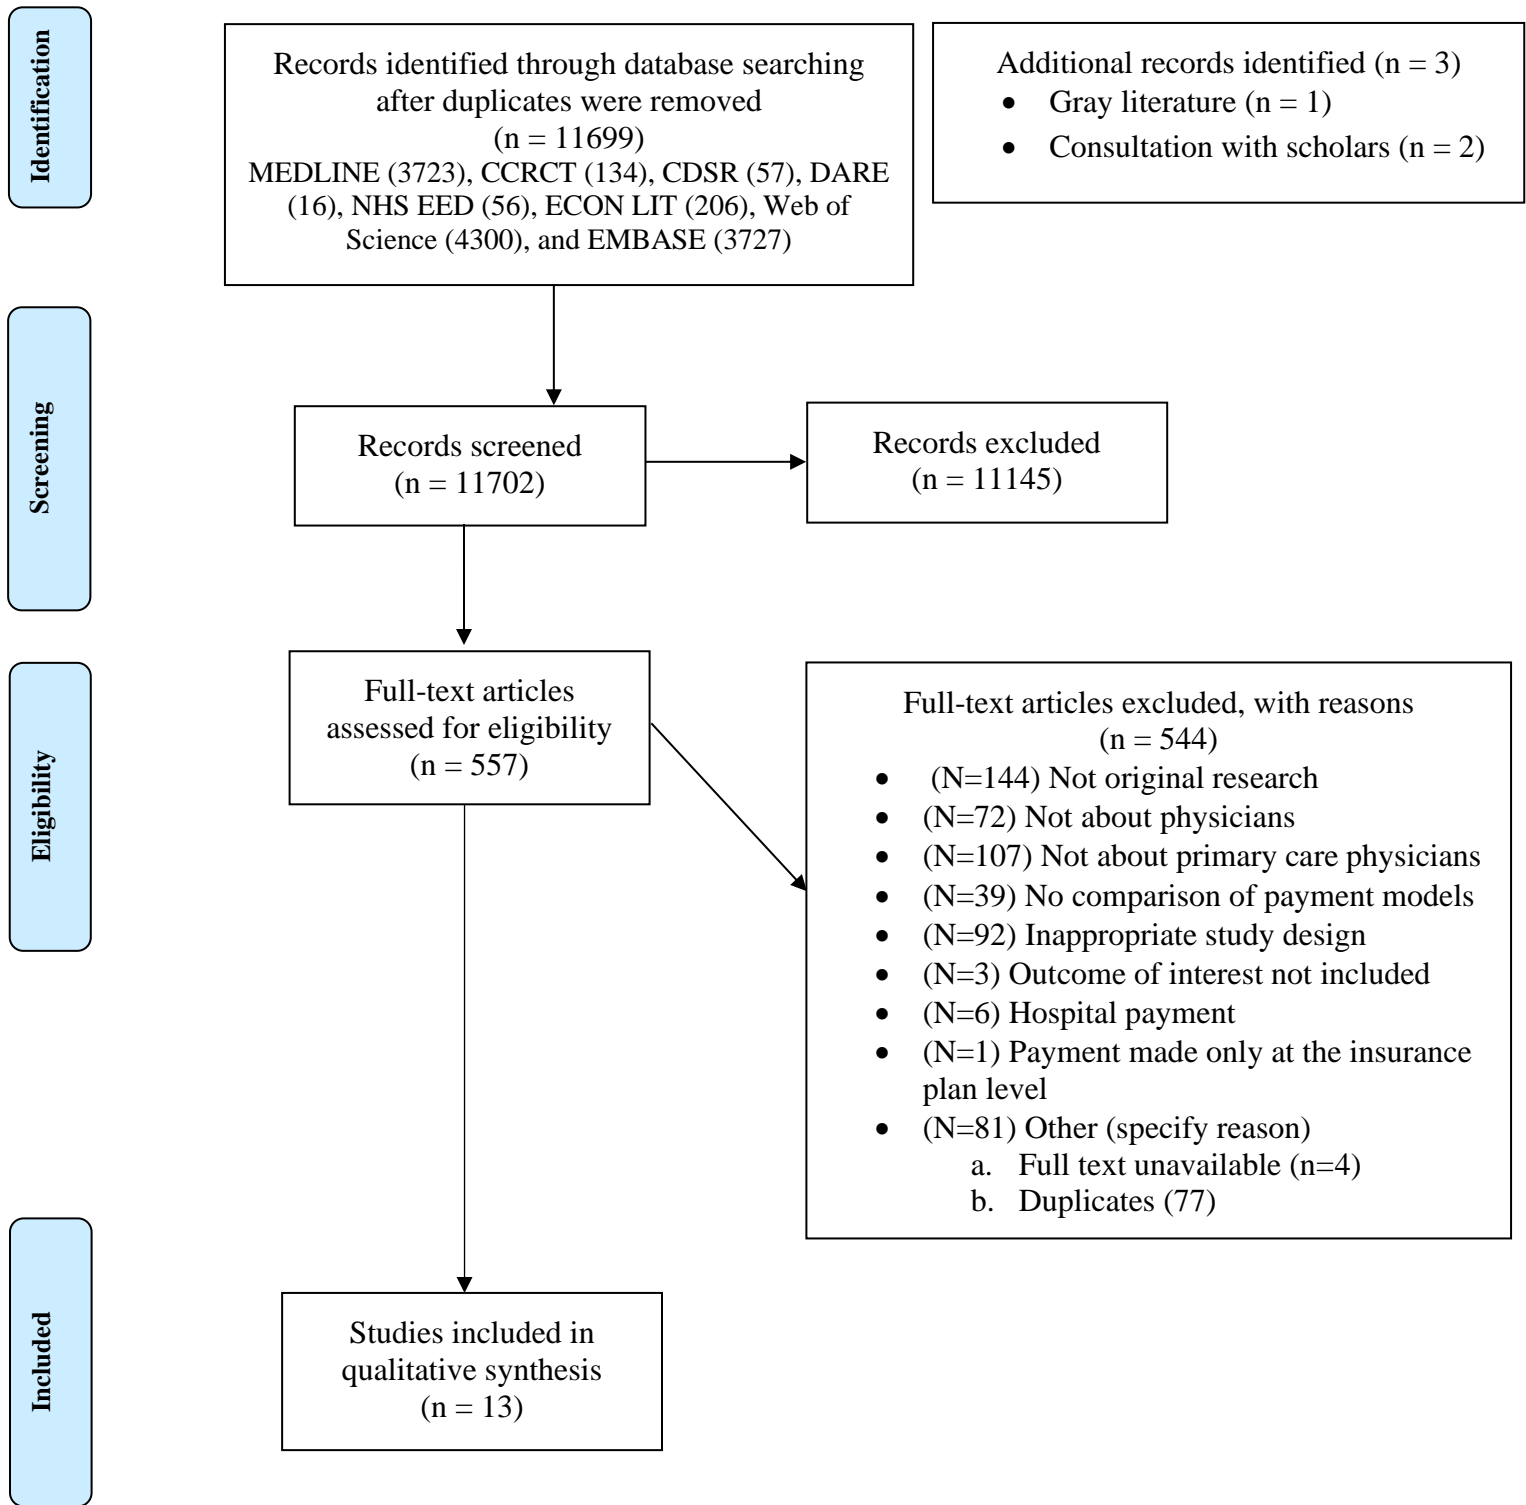 Identification
Records identified through database searching
after duplicates were removed
(n = 11699)
MEDLINE (3723), CCRCT (134), CDSR (57), DARE
(16), NHS EED (56), ECON LIT (206), Web of
Science (4300), and EMBASE (3727)
Additional records identified (n = 3)
• Gray literature (n = 1)
• Consultation with scholars (n = 2)
Screening
Records screened
(n = 11702)
Records excluded
(n = 11145)
Eligibility
Full-text articles
assessed for eligibility
(n = 557)
Full-text articles excluded, with reasons
(n = 544)
• (N=144) Not original research
• (N=72) Not about physicians
• (N=107) Not about primary care physicians
• (N=39) No comparison of payment models
• (N=92) Inappropriate study design
• (N=3) Outcome of interest not included
• (N=6) Hospital payment
• (N=1) Payment made only at the insurance
plan level
• (N=81) Other (specify reason)
a. Full text unavailable (n=4)
b. Duplicates (77)
Included
Studies included in
qualitative synthesis
(n = 13)